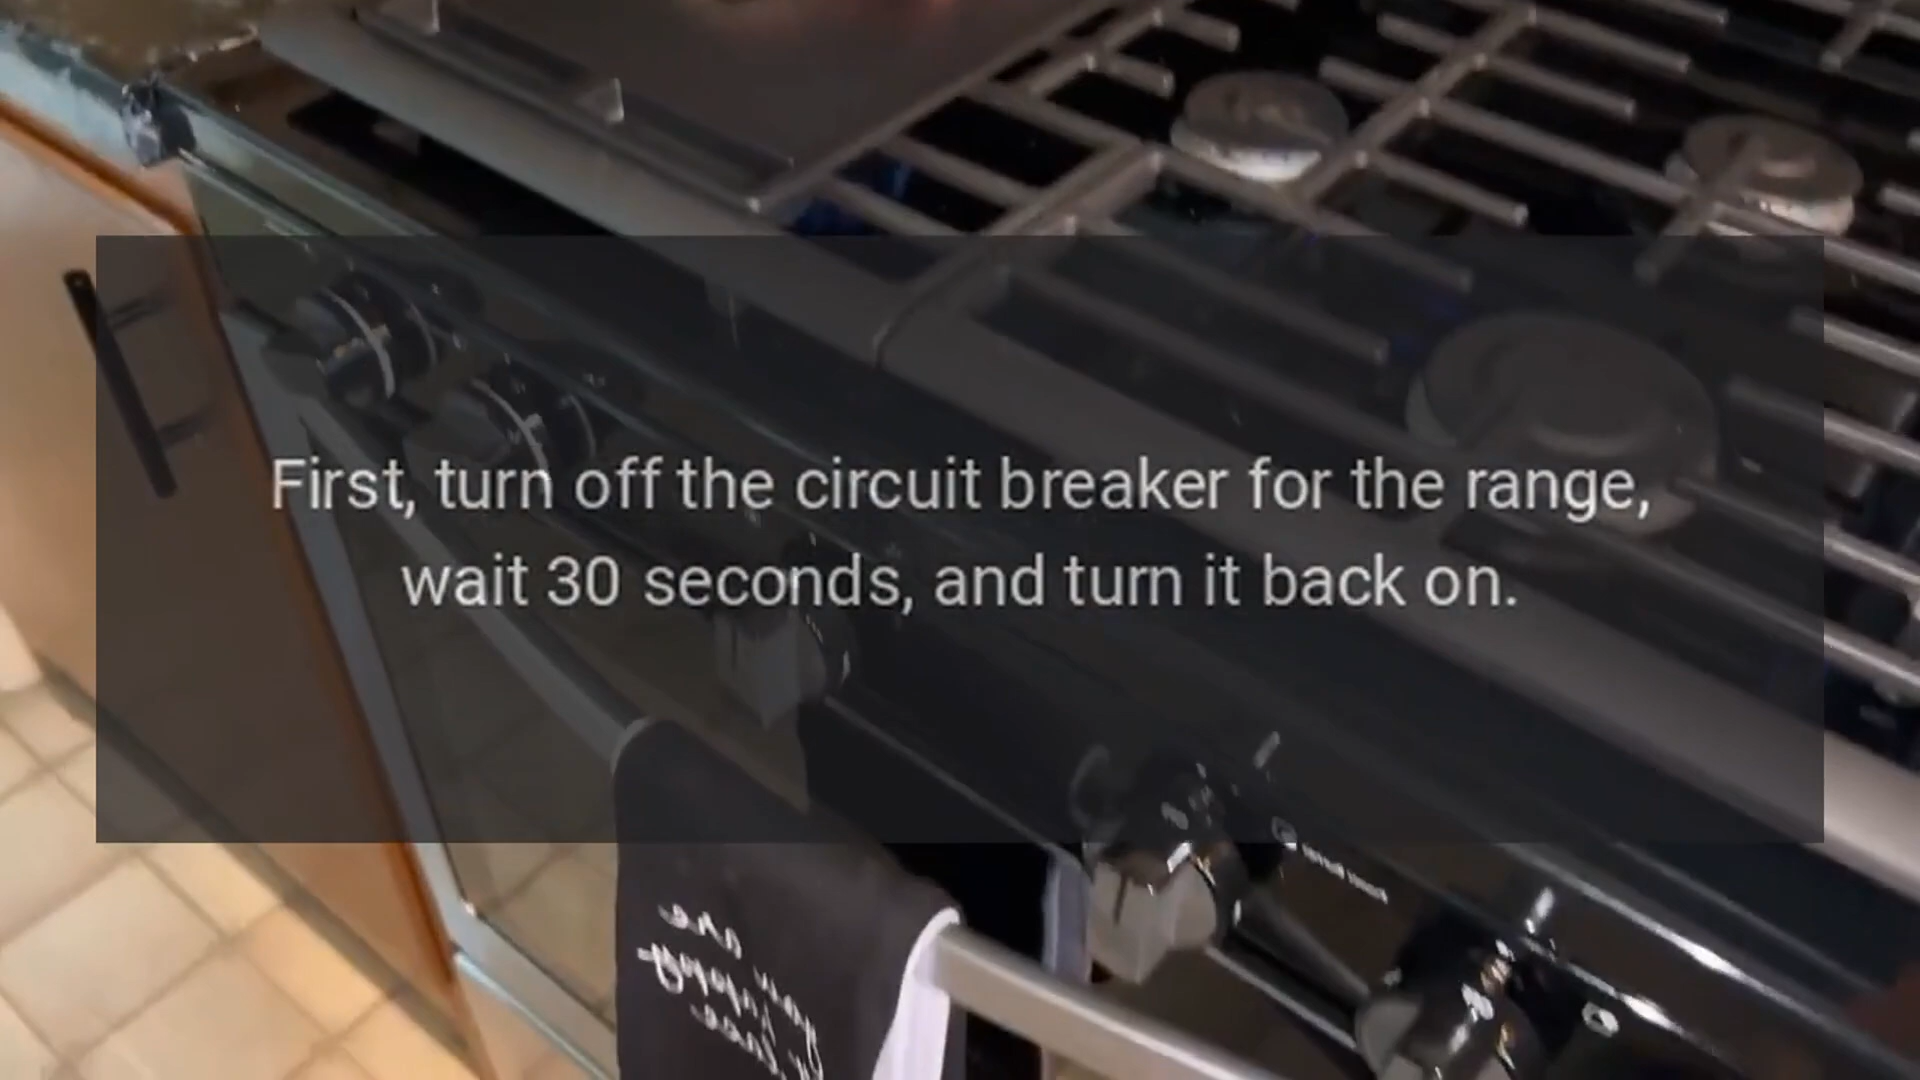 First, turn off the circuit breaker for the range,
wait 30 seconds, and turn it back on.